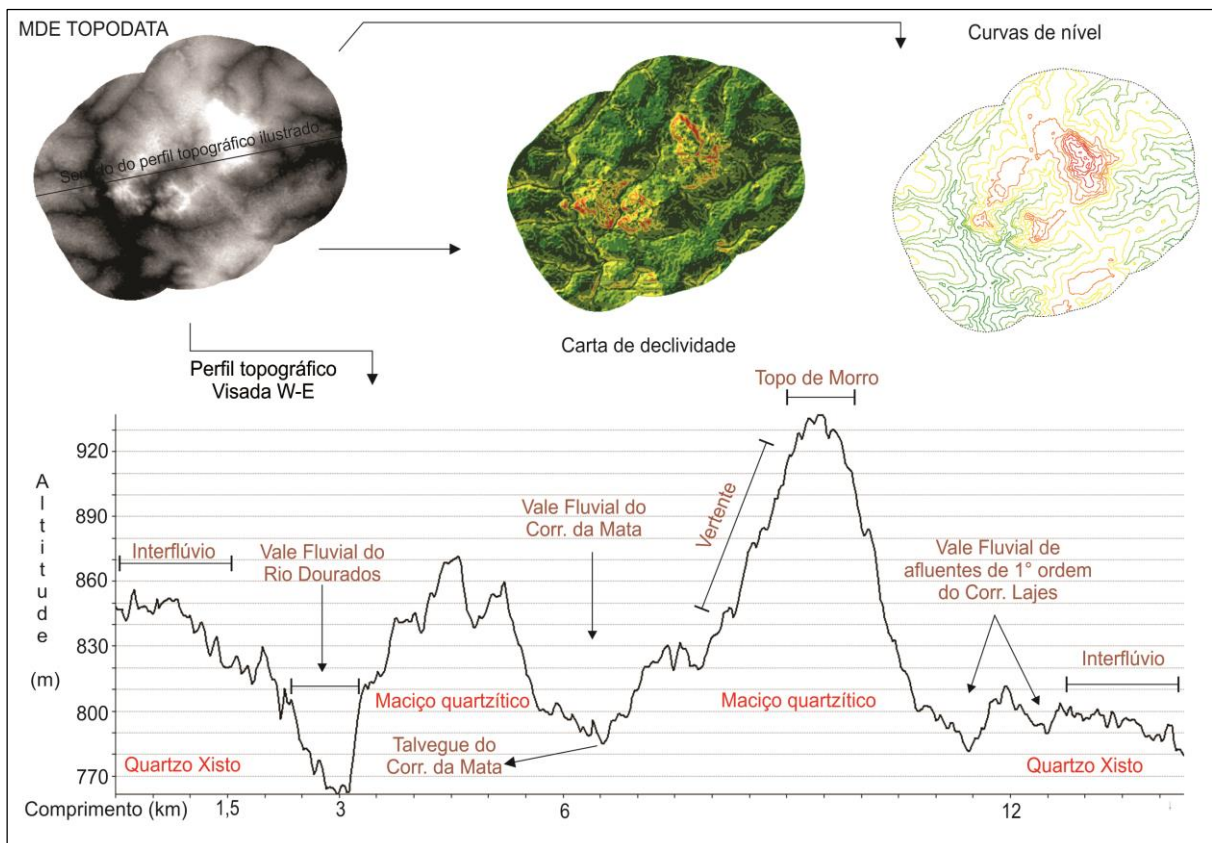 MDE TOPODATA
Curvas de nível
Sentido do perfil topográfico ilustrado
Carta de declividade
Perfil topográfico
Visada W-E
Topo de Morro
Altitude
(m)
920
890
860
830
800
770
Interflúvio
Vale Fluvial do
Rio Dourados
Vale Fluvial do
Corr. da Mata
Vertente
Vale Fluvial de
afluentes de 1° ordem
do Corr. Lajes
Interflúvio
Maciço quartzítico
Maciço quartzítico
Talvegue do
Corr. da Mata
Quartzo Xisto
Quartzo Xisto
Comprimento (km)
1,5
3
6
12